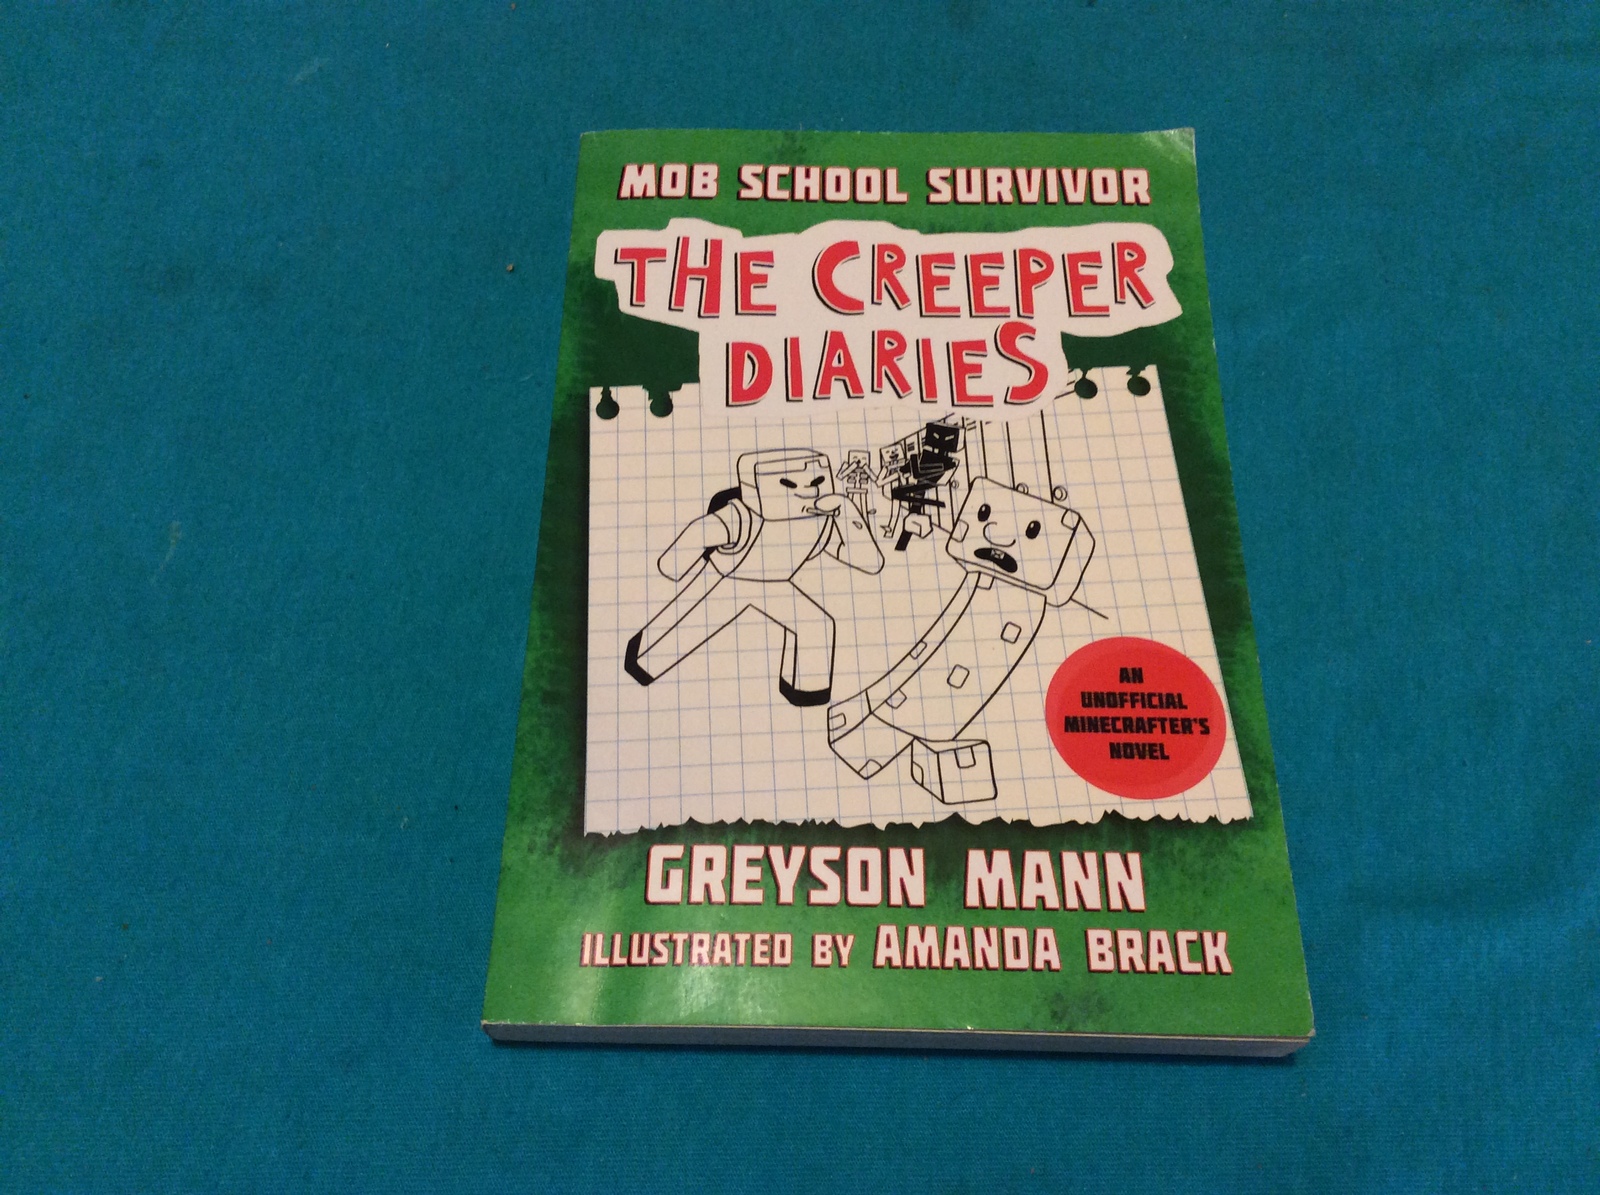 MOB SCHOOL SURVIVOR
THE CREEPER
DIARIES
AN
UNOFFICIAL
MINECRAFTER'S
NOVEL
GREYSON MANN
ILLUSTRATED BY AMANDA BRACK